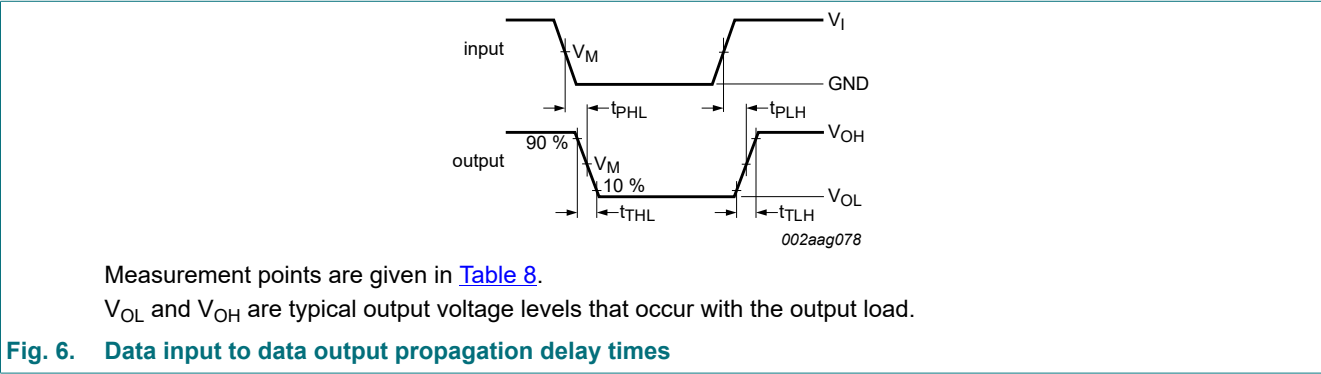 V_I
input
V_M
GND
t_PHL
t_PLH
V_OH
90 %
output
V_M
10 %
V_OL
t_THL
t_TLH
002aag078
Measurement points are given in Table 8.
V_OL and V_OH are typical output voltage levels that occur with the output load.
Fig. 6. Data input to data output propagation delay times